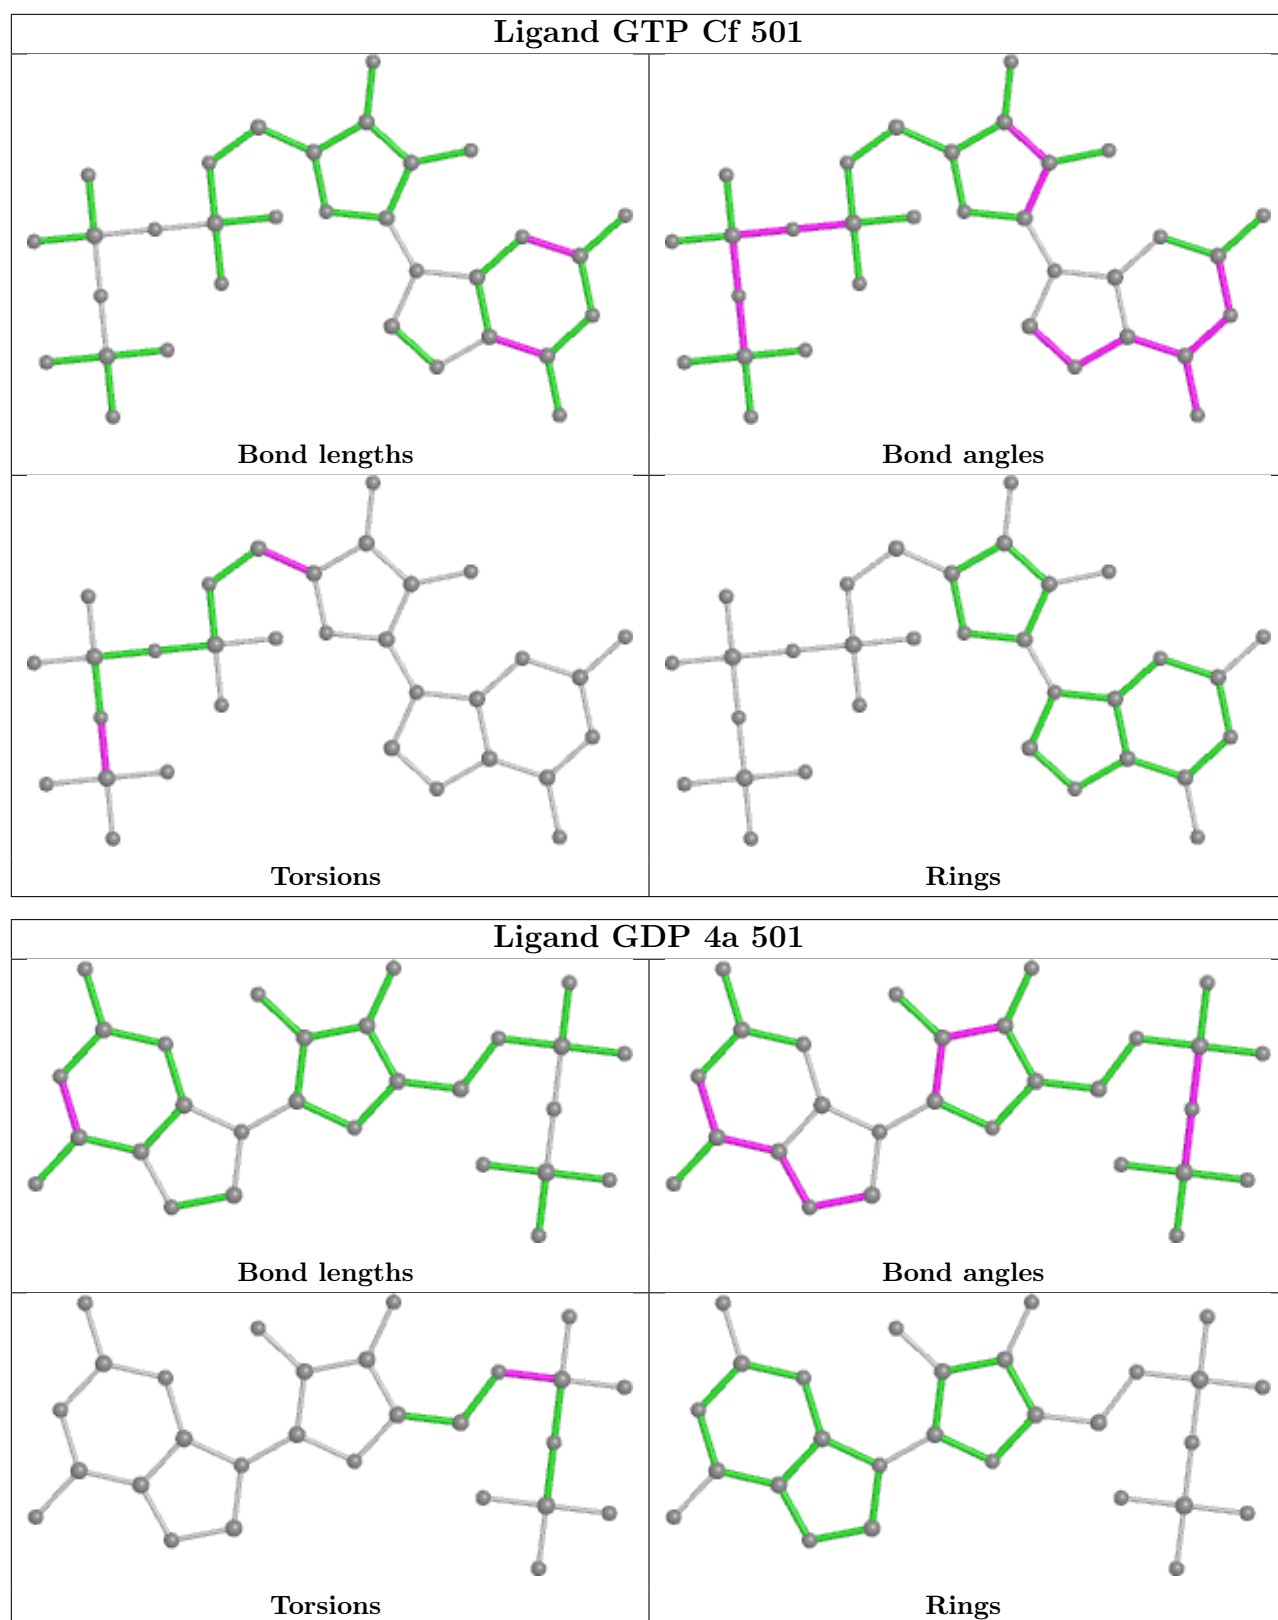 Ligand GTP Cf 501
Bond lengths
Bond angles
Torsions
Rings
Ligand GDP 4a 501
Bond lengths
Bond angles
Torsions
Rings